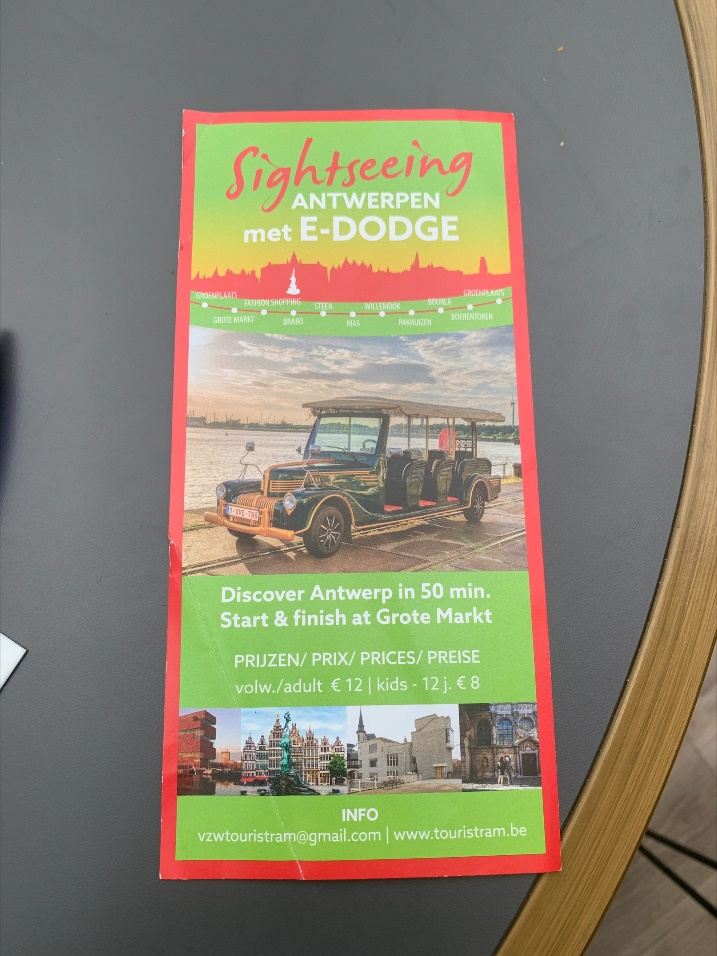 Sightseeing
ANTWERPEN
met E-DODGE
GROENPLAATS
GROTE MARKT
FASHION SHOPPING
BRABO
STEEN
MAS
WILLEMDOK
PAKHUIZEN
BOURLA
BOERENTOREN
GROENPLAATS
Discover Antwerp in 50 min.
Start & finish at Grote Markt
PRIJZEN/ PRIX/ PRICES/ PREISE
volw./adult € 12 | kids - 12 j. € 8
INFO
vzwtouristram@gmail.com | www.touristram.be